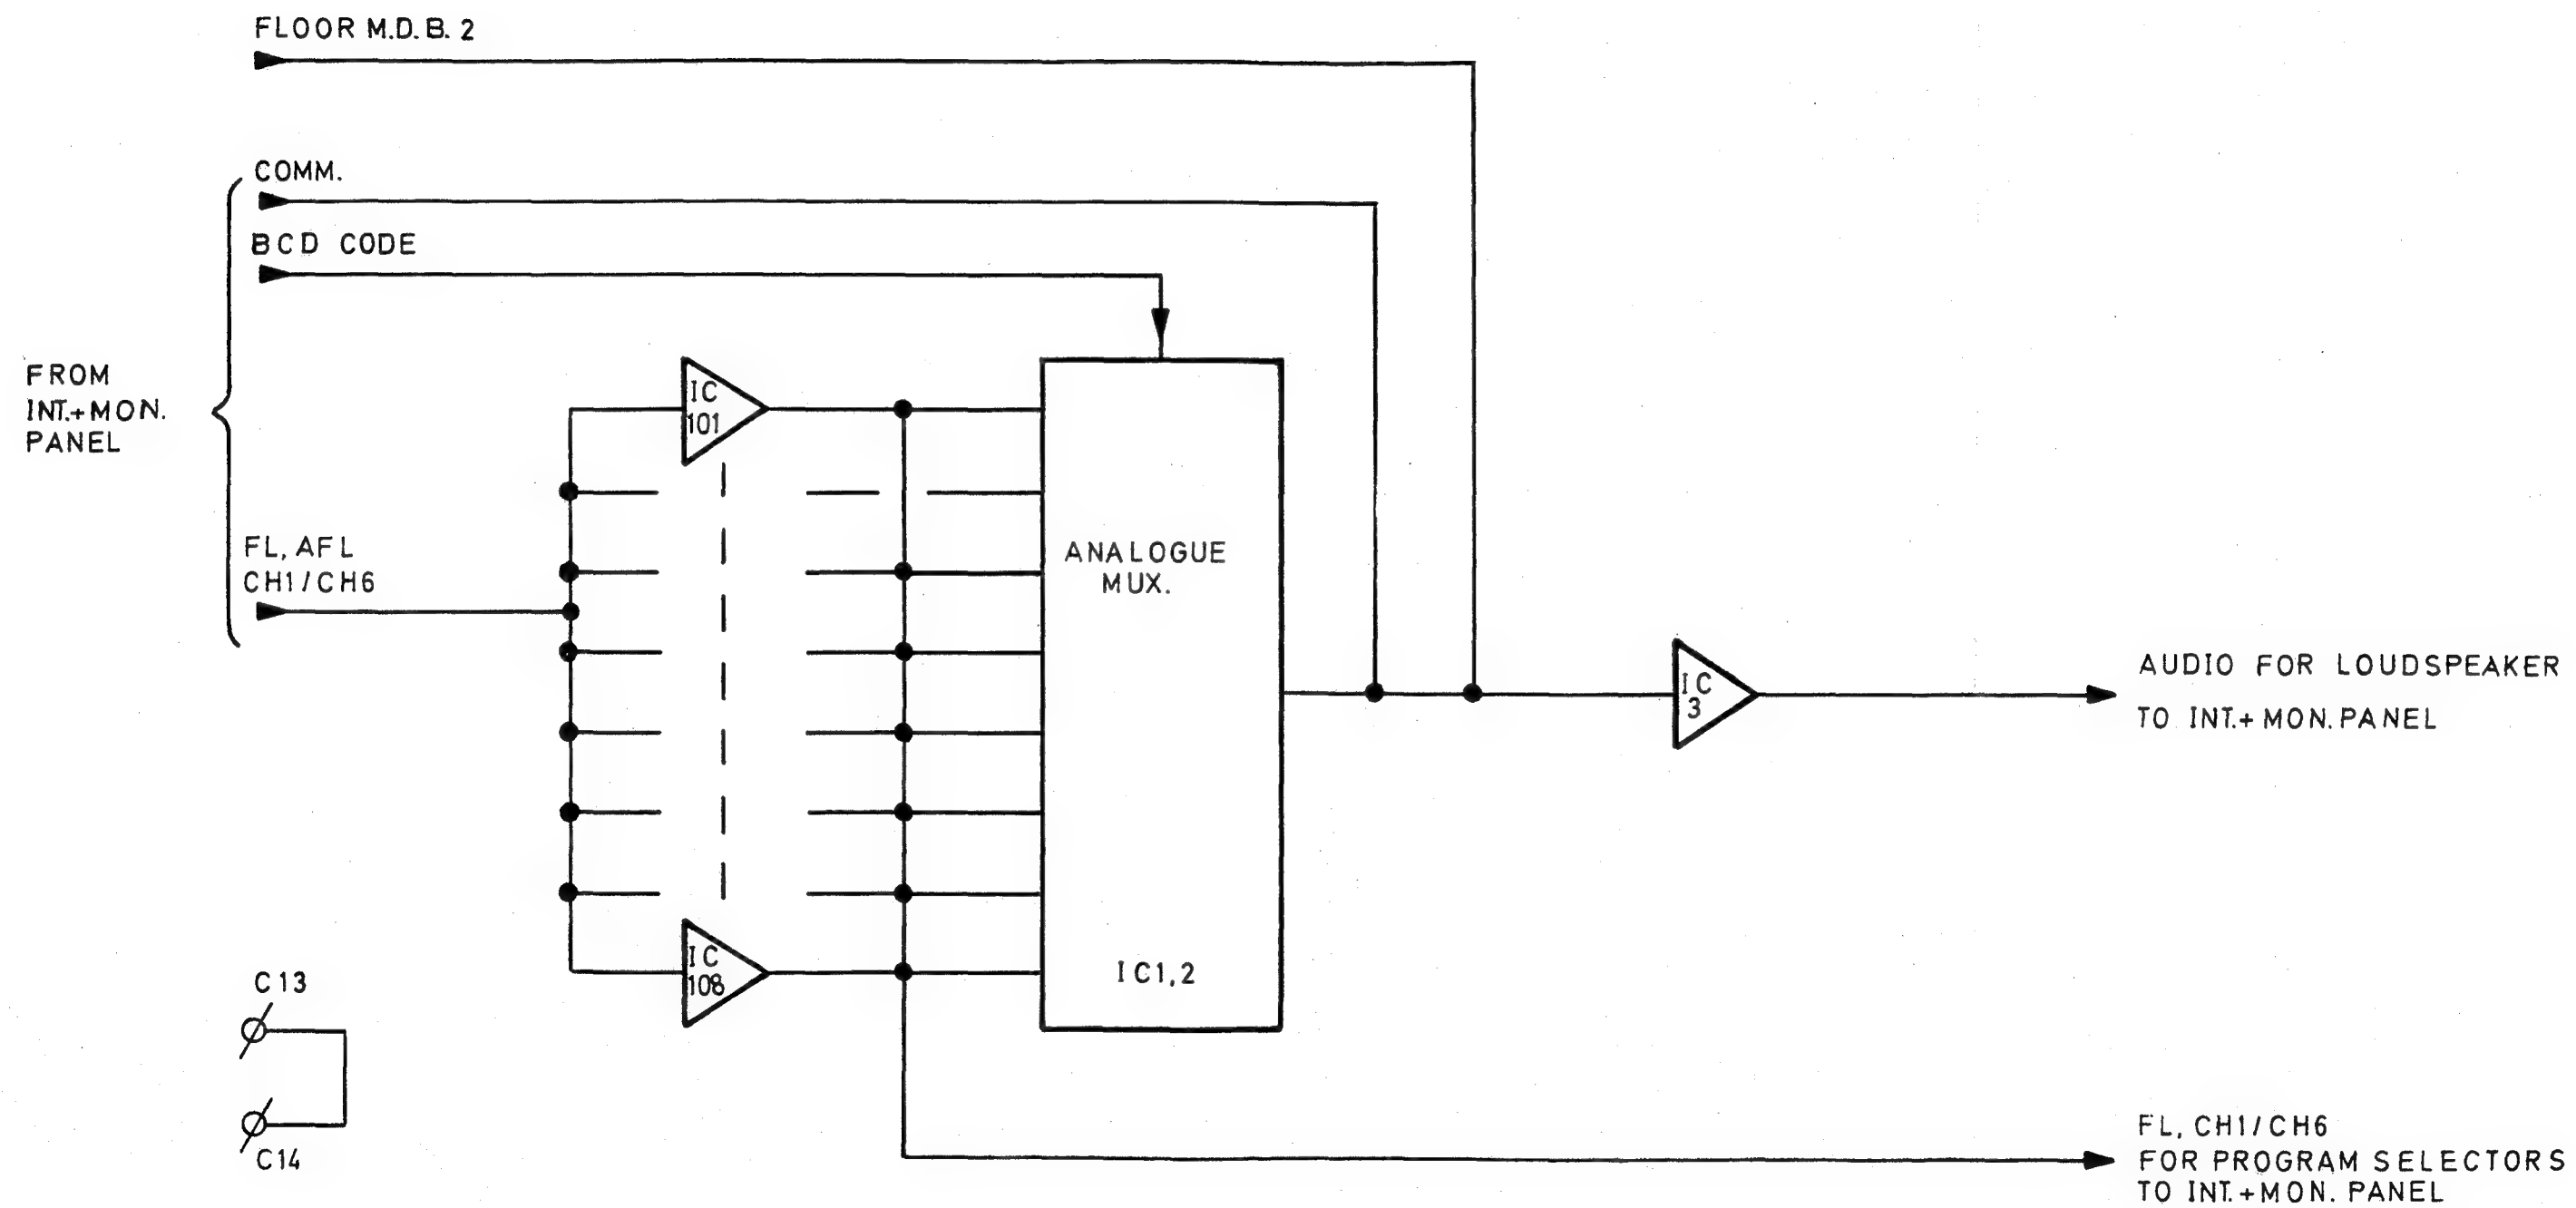 FLOOR M.D.B. 2
COMM.
BCD CODE
FROM
INT.+MON.
PANEL
IC
101
FL, AFL
CH1/CH6
ANALOGUE
MUX.
IC
3
AUDIO FOR LOUDSPEAKER
TO INT.+MON.PANEL
IC
108
IC1,2
C13
C14
FL, CH1/CH6
FOR PROGRAM SELECTORS
TO INT.+MON. PANEL